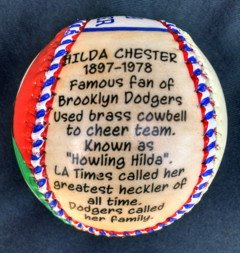 HILDA CHESTER
1897-1978
Famous fan of
Brooklyn Dodgers
Used brass cowbell
to cheer team.
Known as
"Howling Hilda".
LA Times called her
greatest heckler of
all time.
Dodgers called
her family.